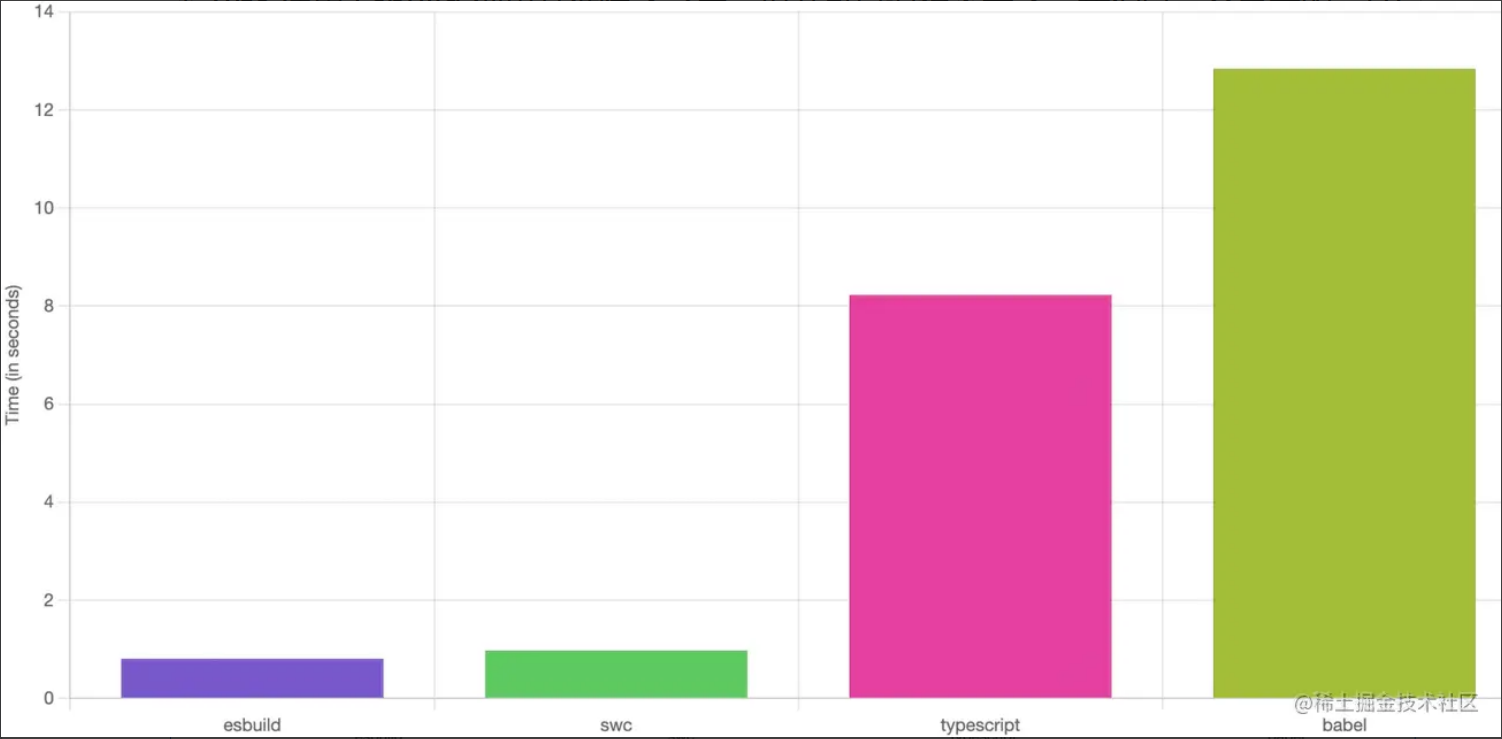 14
12
10
8
6
4
2
0
Time (in seconds)
esbuild
swc
typescript
babel
@稀土掘金技术社区